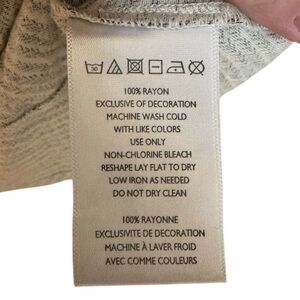 100% RAYON
EXCLUSIVE OF DECORATION
MACHINE WASH COLD
WITH LIKE COLORS
USE ONLY
NON-CHLORINE BLEACH
RESHAPE LAY FLAT TO DRY
LOW IRON AS NEEDED
DO NOT DRY CLEAN
100% RAYONNE
EXCLUSIVITE DE DECORATION
MACHINE À LAVER FROID
AVEC COMME COULEURS